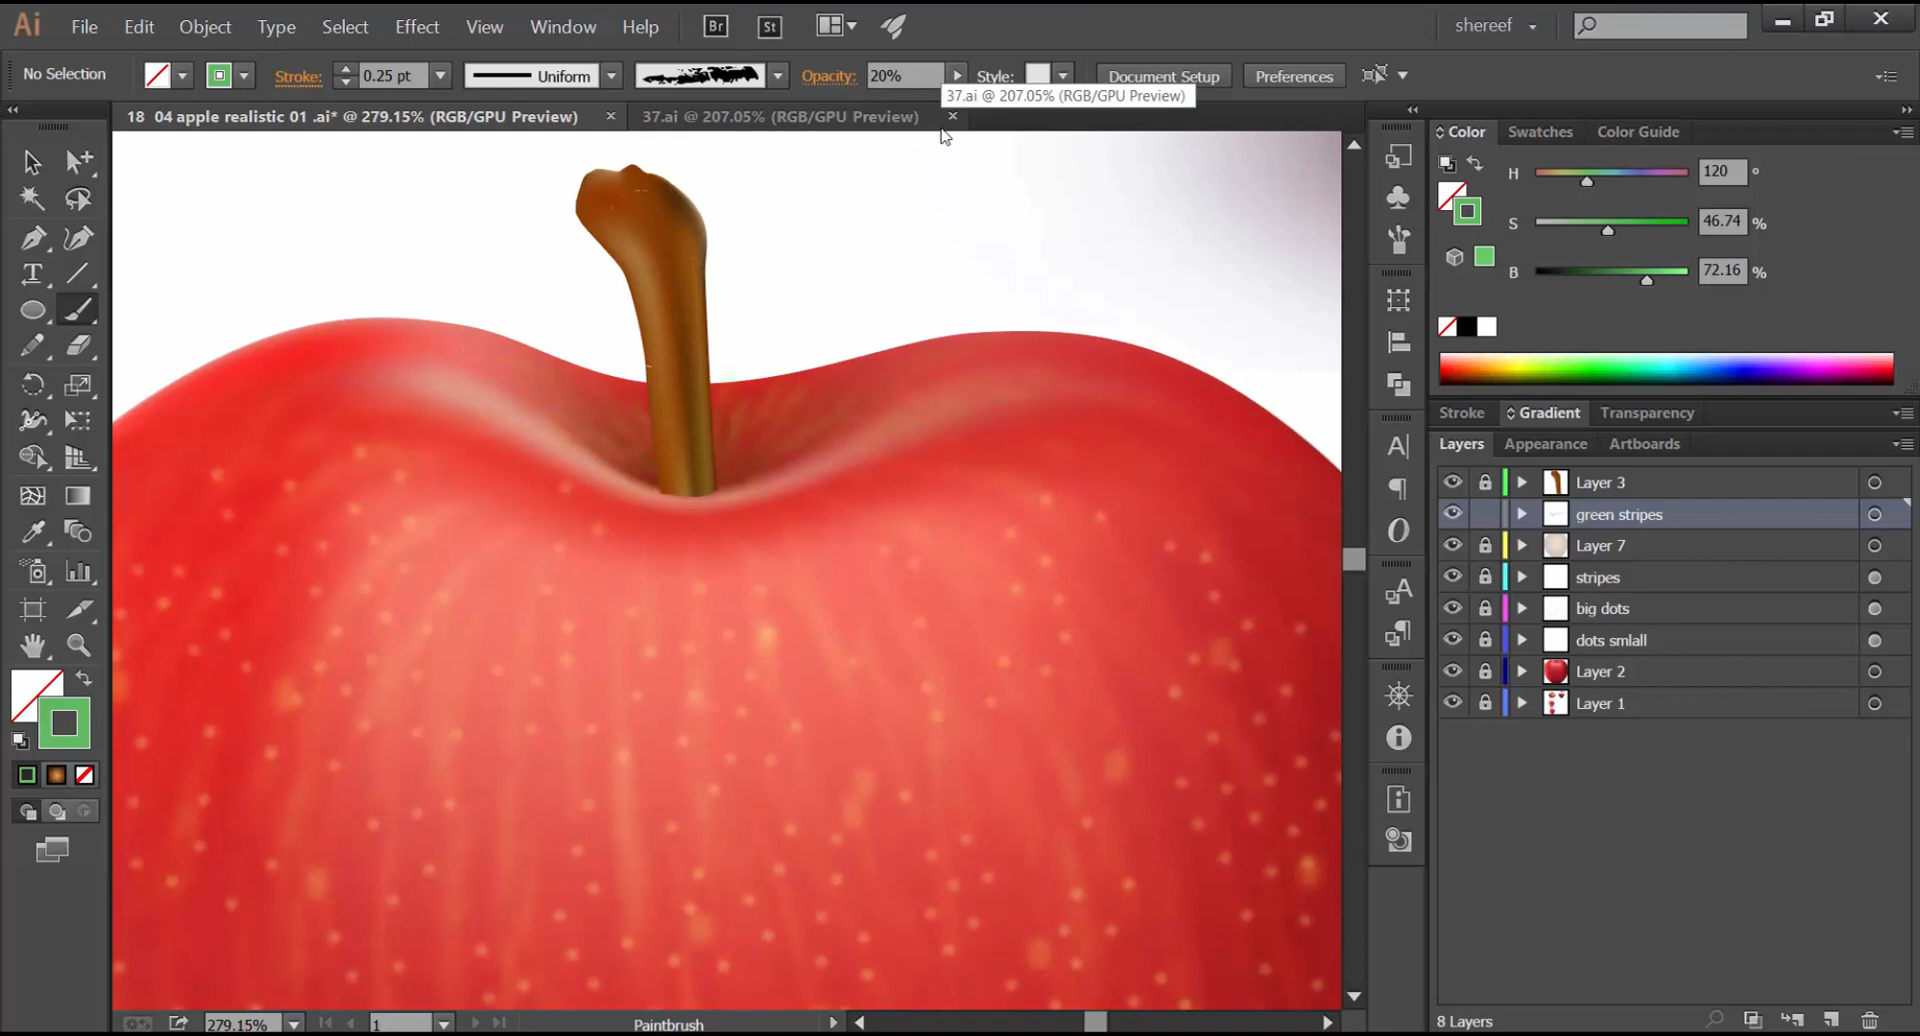 Ai File Edit Object Type Select Effect View Window Help Br St shereef
No Selection Stroke: 0.25 pt Uniform Opacity: 20% Style: Document Setup Preferences
37.ai @ 207.05% (RGB/GPU Preview)
18 04 apple realistic 01 .ai* @ 279.15% (RGB/GPU Preview) × 37.ai @ 207.05% (RGB/GPU Preview) ×
Color Swatches Color Guide
H 120 °
S 46.74 %
B 72.16 %
Stroke Gradient Transparency
Layers Appearance Artboards
Layer 3
green stripes
Layer 7
stripes
big dots
dots smlall
Layer 2
Layer 1
279.15% 1 Paintbrush 8 Layers